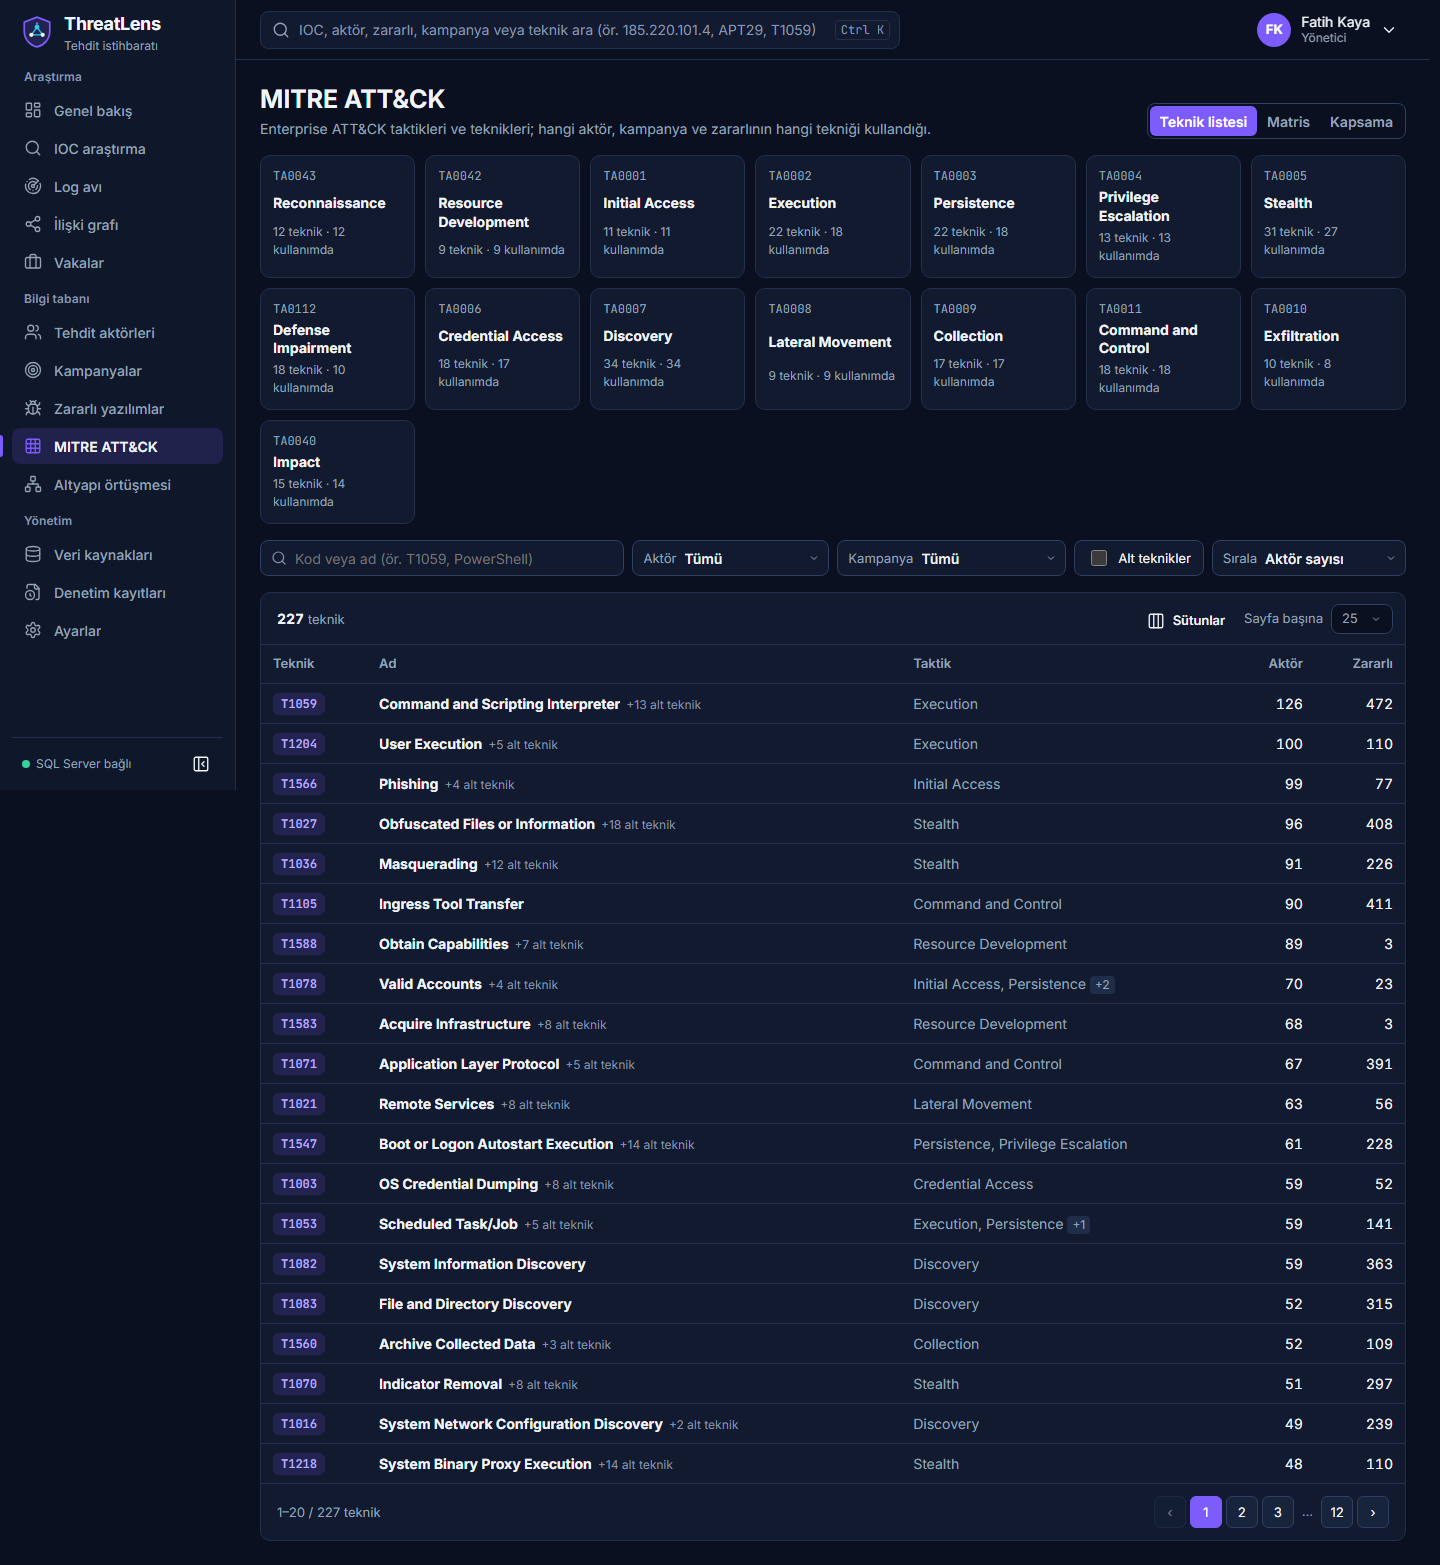 ThreatLens
Tehdit istihbaratı
IOC, aktör, zararlı, kampanya veya teknik ara (ör. 185.220.101.4, APT29, T1059)
Ctrl K
FK
Fatih Kaya
Yönetici
Araştırma
Genel bakış
IOC araştırma
Log avı
İlişki grafı
Vakalar
Bilgi tabanı
Tehdit aktörleri
Kampanyalar
Zararlı yazılımlar
MITRE ATT&CK
Altyapı örtüşmesi
Yönetim
Veri kaynakları
Denetim kayıtları
Ayarlar
SQL Server bağlı
MITRE ATT&CK
Enterprise ATT&CK taktikleri ve teknikleri; hangi aktör, kampanya ve zararlının hangi tekniği kullandığı.
Teknik listesi
Matris
Kapsama
TA0043
Reconnaissance
12 teknik · 12
kullanımda
TA0042
Resource
Development
9 teknik · 9 kullanımda
TA0001
Initial Access
11 teknik · 11
kullanımda
TA0002
Execution
22 teknik · 18
kullanımda
TA0003
Persistence
22 teknik · 18
kullanımda
TA0004
Privilege
Escalation
13 teknik · 13
kullanımda
TA0005
Stealth
31 teknik · 27
kullanımda
TA0112
Defense
Impairment
18 teknik · 10
kullanımda
TA0006
Credential Access
18 teknik · 17
kullanımda
TA0007
Discovery
34 teknik · 34
kullanımda
TA0008
Lateral Movement
9 teknik · 9 kullanımda
TA0009
Collection
17 teknik · 17
kullanımda
TA0011
Command and
Control
18 teknik · 18
kullanımda
TA0010
Exfiltration
10 teknik · 8
kullanımda
TA0040
Impact
15 teknik · 14
kullanımda
Kod veya ad (ör. T1059, PowerShell)
Aktör Tümü
Kampanya Tümü
Alt teknikler
Sırala Aktör sayısı
227 teknik
Sütunlar
Sayfa başına 25
Teknik Ad Taktik Aktör Zararlı
T1059 Command and Scripting Interpreter +13 alt teknik Execution 126 472
T1204 User Execution +5 alt teknik Execution 100 110
T1566 Phishing +4 alt teknik Initial Access 99 77
T1027 Obfuscated Files or Information +18 alt teknik Stealth 96 408
T1036 Masquerading +12 alt teknik Stealth 91 226
T1105 Ingress Tool Transfer Command and Control 90 411
T1588 Obtain Capabilities +7 alt teknik Resource Development 89 3
T1078 Valid Accounts +4 alt teknik Initial Access, Persistence +2 70 23
T1583 Acquire Infrastructure +8 alt teknik Resource Development 68 3
T1071 Application Layer Protocol +5 alt teknik Command and Control 67 391
T1021 Remote Services +8 alt teknik Lateral Movement 63 56
T1547 Boot or Logon Autostart Execution +14 alt teknik Persistence, Privilege Escalation 61 228
T1003 OS Credential Dumping +8 alt teknik Credential Access 59 52
T1053 Scheduled Task/Job +5 alt teknik Execution, Persistence +1 59 141
T1082 System Information Discovery Discovery 59 363
T1083 File and Directory Discovery Discovery 52 315
T1560 Archive Collected Data +3 alt teknik Collection 52 109
T1070 Indicator Removal +8 alt teknik Stealth 51 297
T1016 System Network Configuration Discovery +2 alt teknik Discovery 49 239
T1218 System Binary Proxy Execution +14 alt teknik Stealth 48 110
1–20 / 227 teknik
‹ 1 2 3 … 12 ›